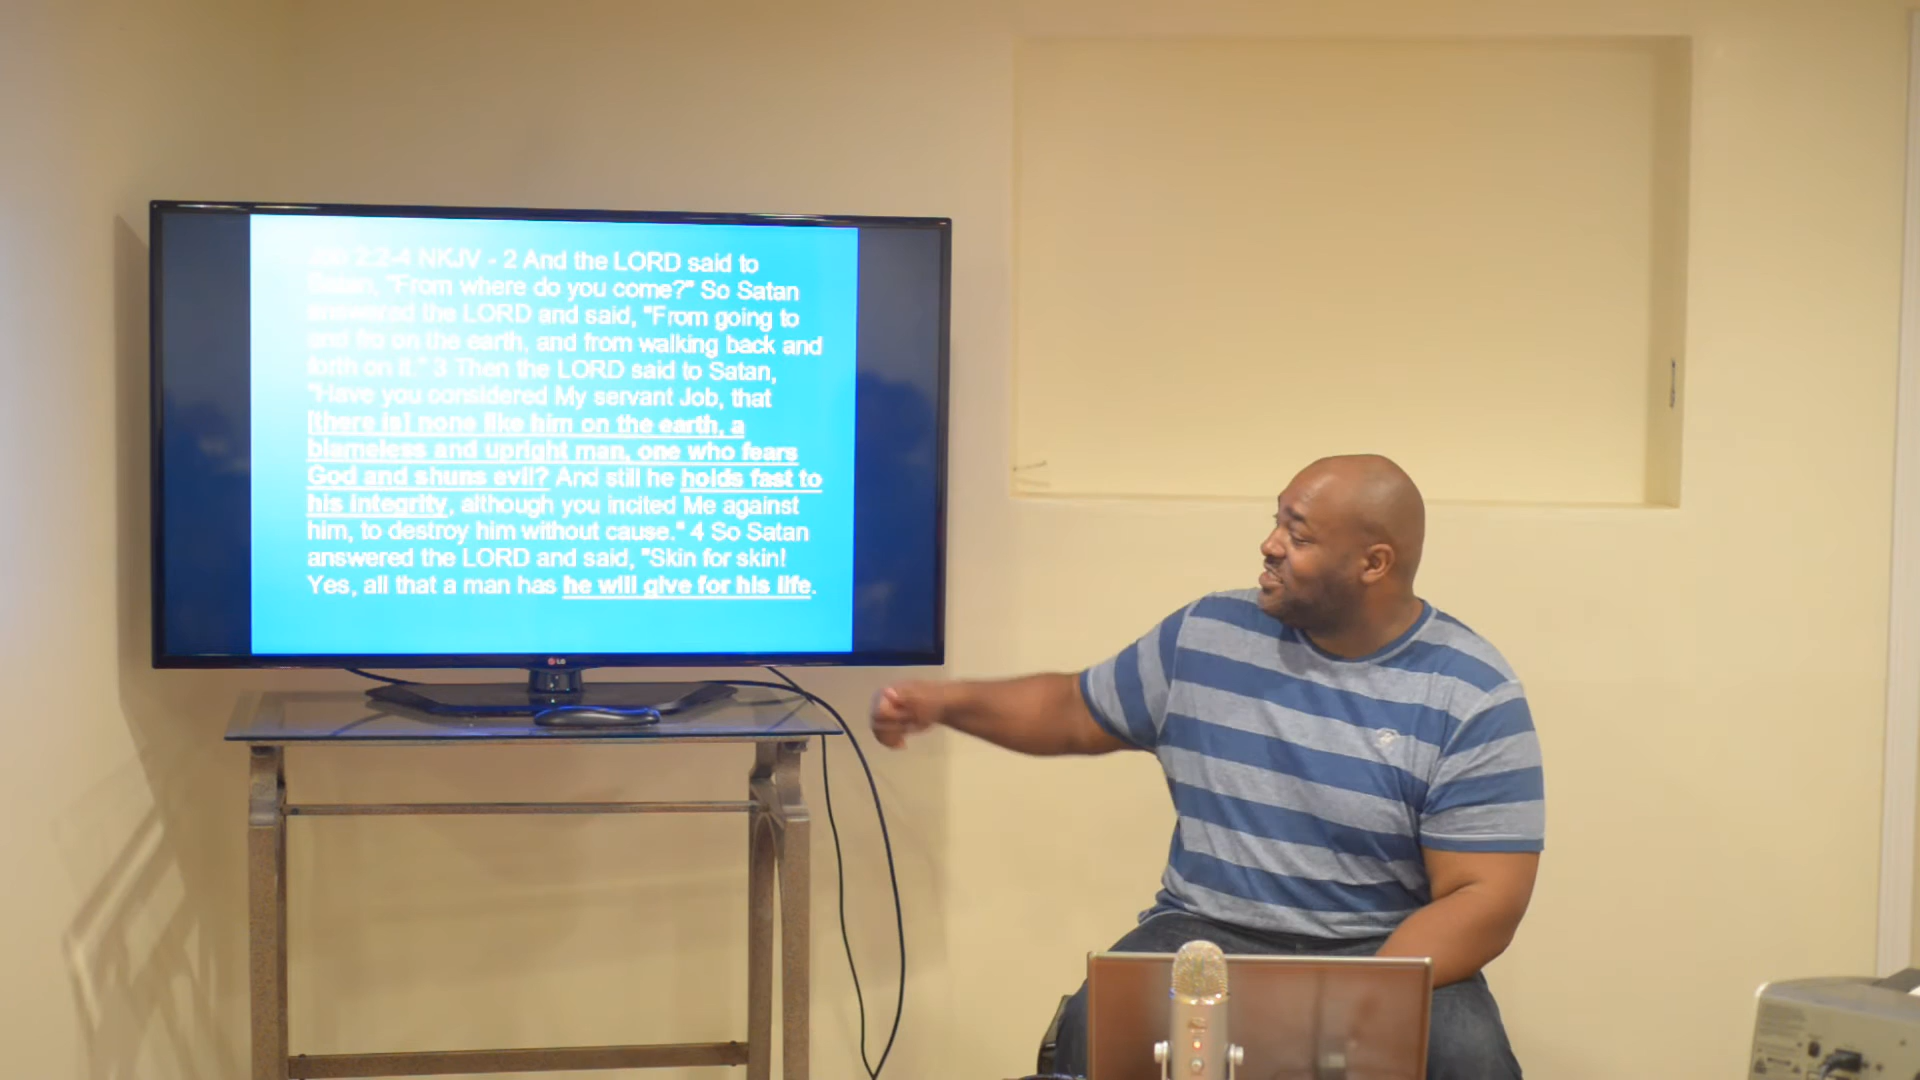 Job 2:2-4 NKJV - 2 And the LORD said to
Satan, "From where do you come?" So Satan
answered the LORD and said, "From going to
and fro on the earth, and from walking back and
forth on it." 3 Then the LORD said to Satan,
"Have you considered My servant Job, that
[there is] none like him on the earth, a
blameless and upright man, one who fears
God and shuns evil? And still he holds fast to
his integrity, although you incited Me against
him, to destroy him without cause." 4 So Satan
answered the LORD and said, "Skin for skin!
Yes, all that a man has he will give for his life.
LG